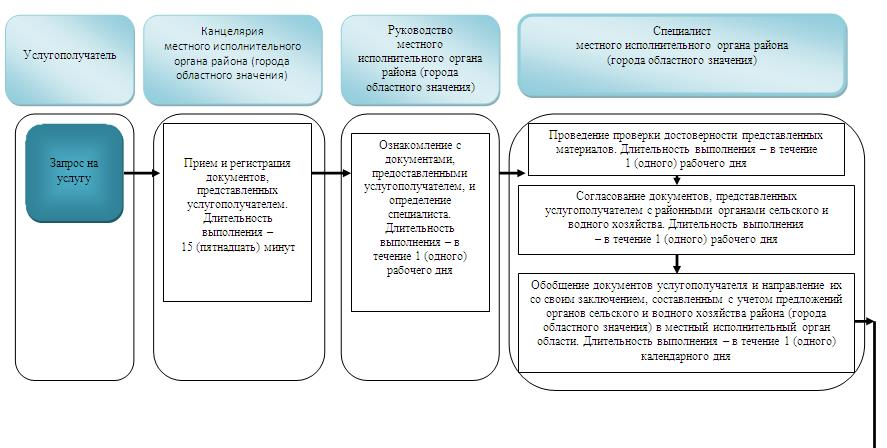 Услугополучатель
Канцелярия
местного исполнительного
органа района (города
областного значения)
Руководство
местного
исполнительного органа
района (города
областного значения)
Специалист
местного исполнительного органа района
(города областного значения)
Запрос на
услугу
Прием и регистрация
документов,
представленных
услугополучателем.
Длительность
выполнения –
15 (пятнадцать) минут
Ознакомление с
документами,
предоставленными
услугополучателем, и
определение
специалиста.
Длительность
выполнения – в
течение 1 (одного)
рабочего дня
Проведение проверки достоверности представленных
материалов. Длительность выполнения – в течение
1 (одного) рабочего дня
Согласование документов, представленных
услугополучателем с районными органами сельского и
водного хозяйства. Длительность выполнения
– в течение 1 (одного) рабочего дня
Обобщение документов услугополучателя и направление их
со своим заключением, составленным с учетом предложений
органов сельского и водного хозяйства района (города
областного значения) в местный исполнительный орган
области. Длительность выполнения – в течение 1 (одного)
календарного дня